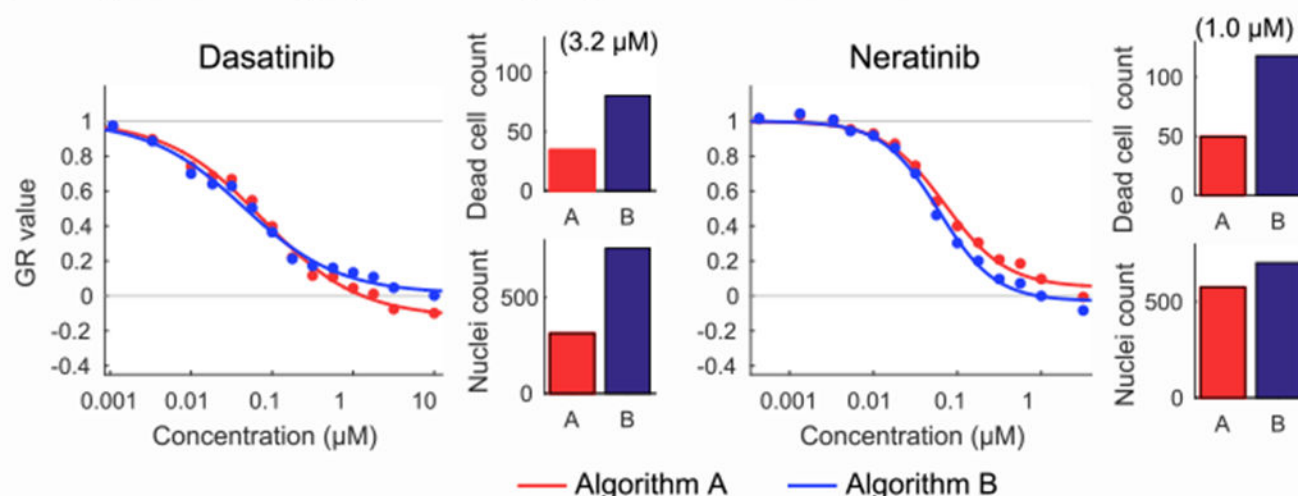 Dasatinib
GR value
1
0.8
0.6
0.4
0.2
0
-0.2
-0.4
0.001 0.01 0.1 1 10
Concentration (µM)
(3.2 µM)
Dead cell count
100
50
0
A B
Nuclei count
500
0
A B
Neratinib
1
0.8
0.6
0.4
0.2
0
-0.2
-0.4
0.001 0.01 0.1 1
Concentration (µM)
(1.0 µM)
Dead cell count
100
50
0
A B
Nuclei count
500
0
A B
Algorithm A Algorithm B